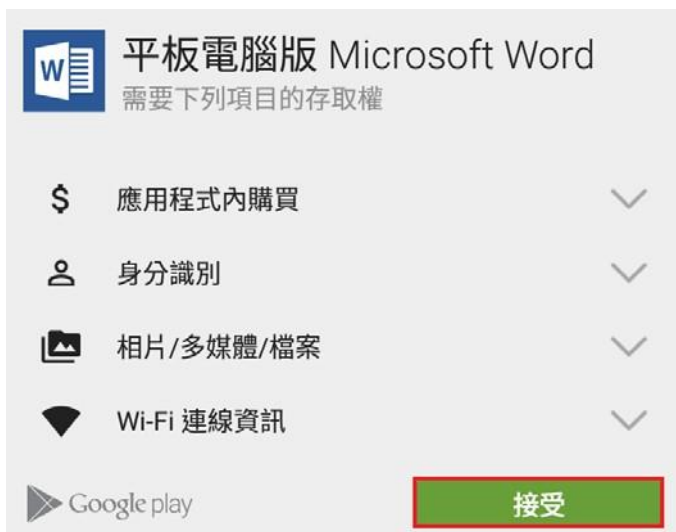 平板電腦版 Microsoft Word
需要下列項目的存取權
應用程式內購買
身分識別
相片/多媒體/檔案
Wi-Fi 連線資訊
Google play
接受